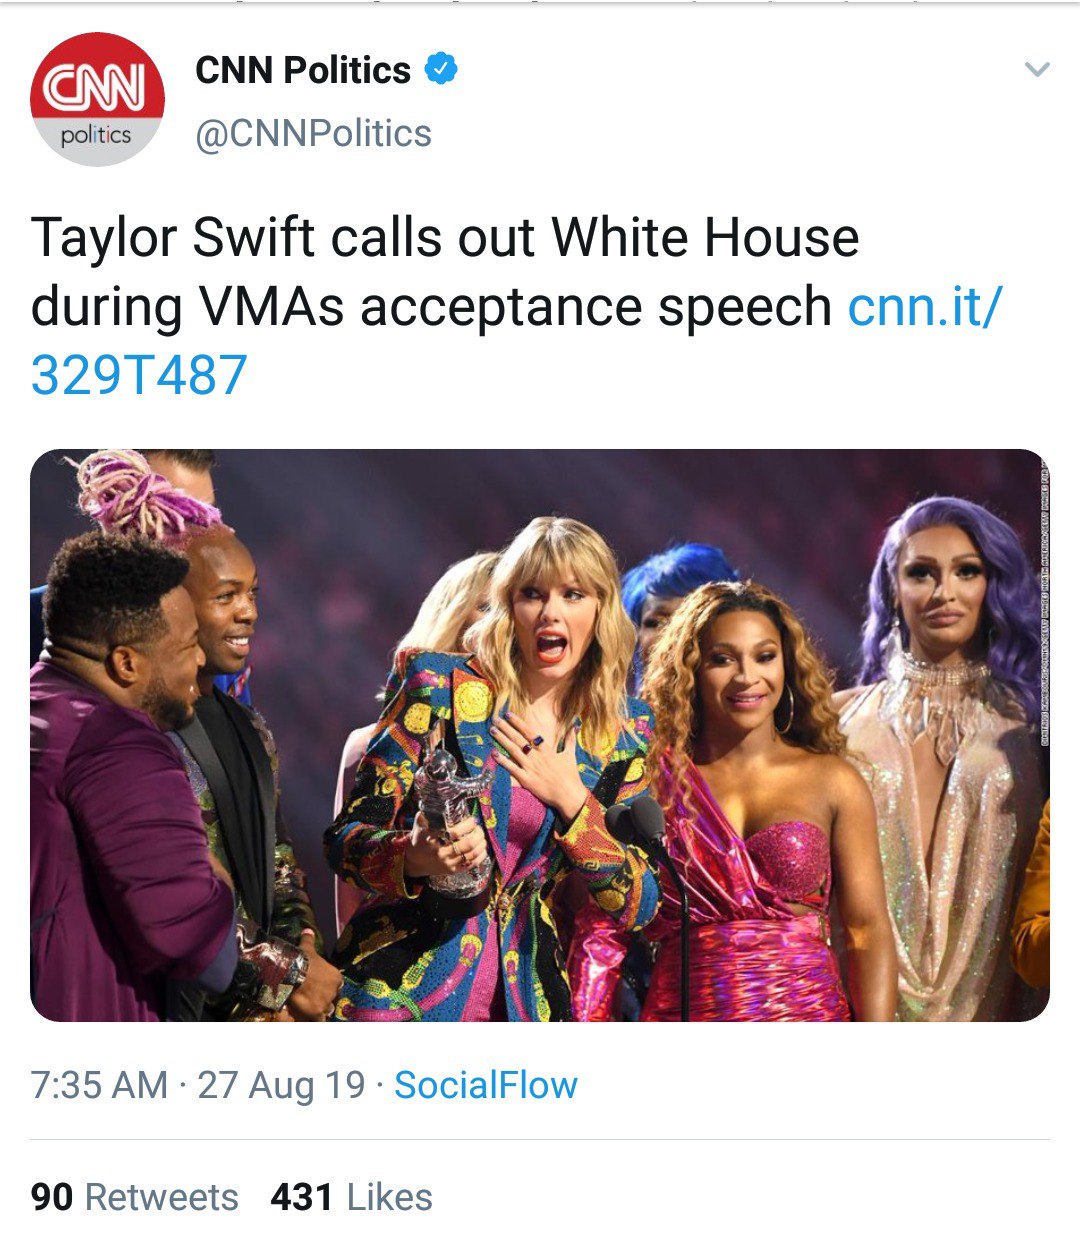 CNN
politics
CNN Politics
@CNNPolitics
Taylor Swift calls out White House
during VMAs acceptance speech cnn.it/
329T487
7:35 AM · 27 Aug 19 · SocialFlow
90 Retweets 431 Likes